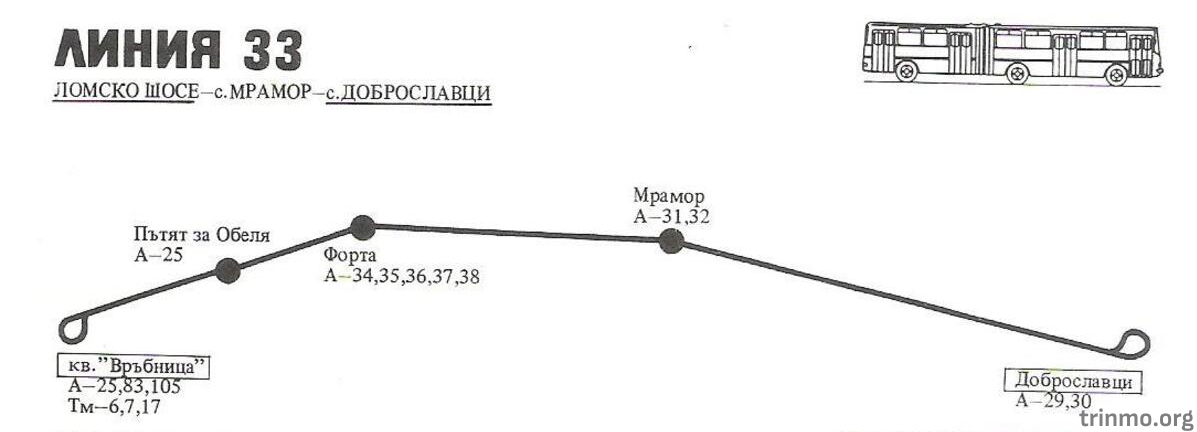 ЛИНИЯ 33
ЛОМСКО ШОСЕ–с.МРАМОР–с.ДОБРОСЛАВЦИ
Мрамор
А–31,32
Пътят за Обеля
А–25
Форта
А–34,35,36,37,38
кв."Връбница"
А–25,83,105
Тм–6,7,17
Доброславци
А–29,30
trinmo.org